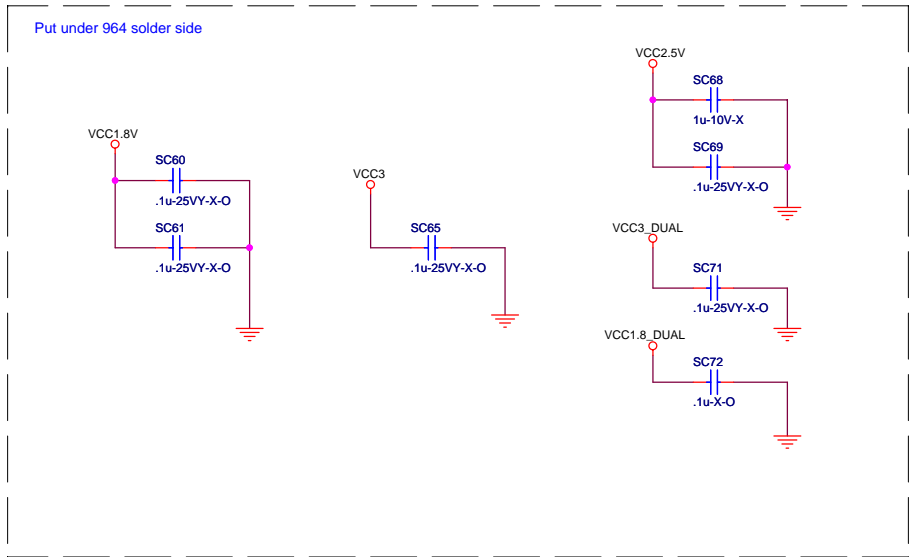 Put under 964 solder side
VCC1.8V
SC60
.1u-25VY-X-O
SC61
.1u-25VY-X-O
VCC3
SC65
.1u-25VY-X-O
VCC2.5V
SC68
1u-10V-X
SC69
.1u-25VY-X-O
VCC3_DUAL
SC71
.1u-25VY-X-O
VCC1.8_DUAL
SC72
.1u-X-O